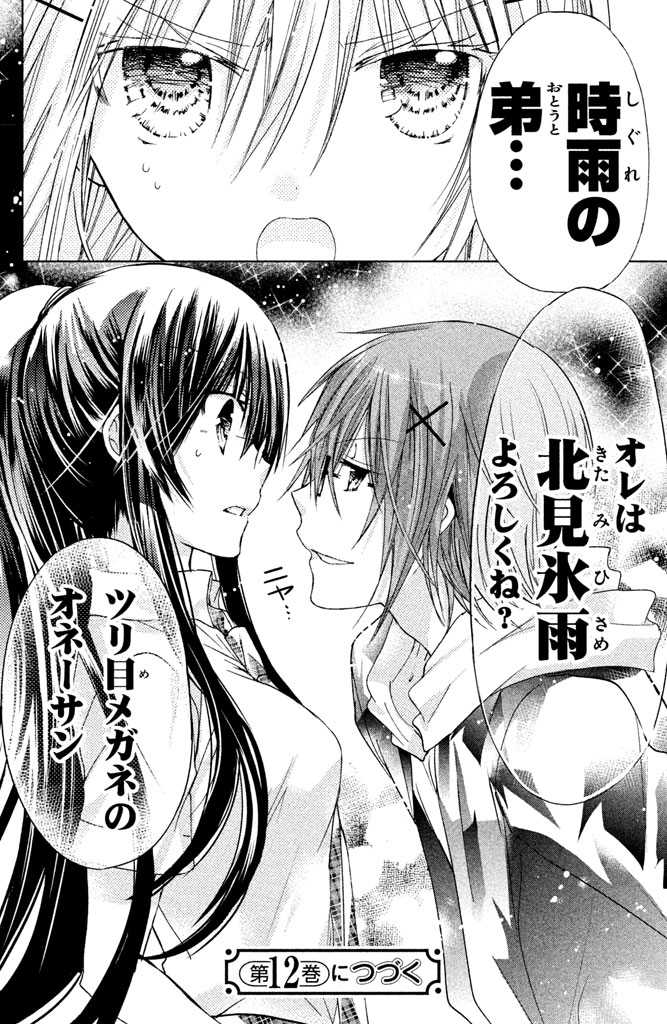 時雨の
弟…
オレは
北見氷雨
よろしくね?
ニャ…
ツリ目メガネの
オネーサン
第12巻につづく